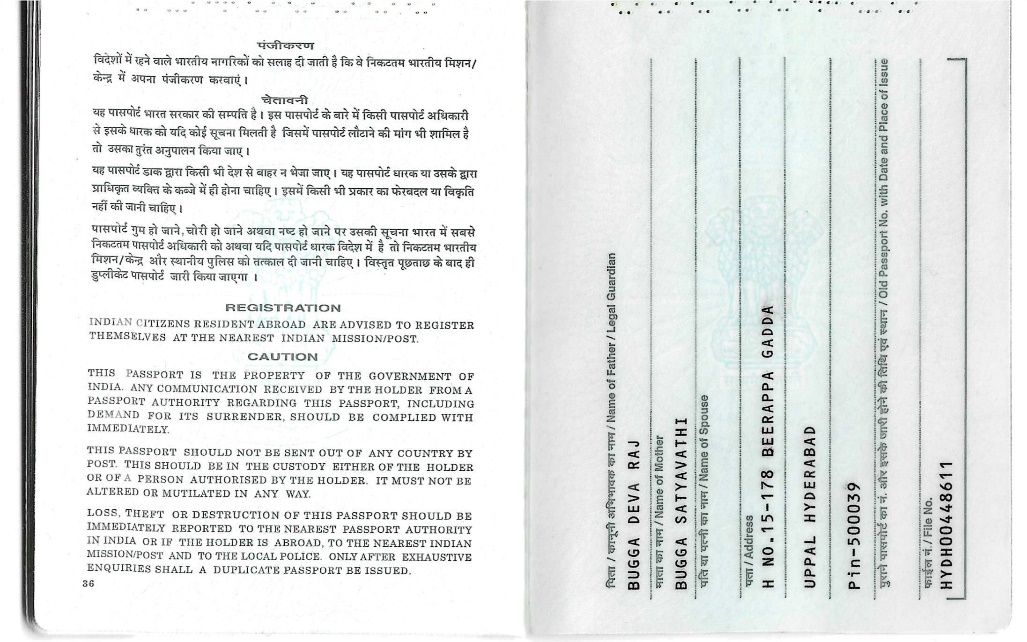 पंजीकरण
विदेशों में रहने वाले भारतीय नागरिकों को सलाह दी जाती है कि वे निकटतम भारतीय मिशन/
केन्द्र में अपना पंजीकरण करवाएं ।
चेतावनी
यह पासपोर्ट भारत सरकार की सम्पत्ति है । इस पासपोर्ट के बारे में किसी पासपोर्ट अधिकारी
से इसके धारक को यदि कोई सूचना मिलती है जिसमें पासपोर्ट लौटाने की मांग भी शामिल है
तो उसका तुरंत अनुपालन किया जाए ।
यह पासपोर्ट डाक द्वारा किसी भी देश से बाहर न भेजा जाए । यह पासपोर्ट धारक या उसके द्वारा
प्राधिकृत व्यक्ति के कब्जे में ही होना चाहिए । इसमें किसी भी प्रकार का फेरबदल या विकृति
नहीं की जानी चाहिए ।
पासपोर्ट गुम हो जाने, चोरी हो जाने अथवा नष्ट हो जाने पर उसकी सूचना भारत में सबसे
निकटतम पासपोर्ट अधिकारी को अथवा यदि पासपोर्ट धारक विदेश में है तो निकटतम भारतीय
मिशन/केन्द्र और स्थानीय पुलिस को तत्काल दी जानी चाहिए । विस्तृत पूछताछ के बाद ही
डुप्लीकेट पासपोर्ट जारी किया जाएगा ।
REGISTRATION
INDIAN CITIZENS RESIDENT ABROAD ARE ADVISED TO REGISTER
THEMSELVES AT THE NEAREST INDIAN MISSION/POST.
CAUTION
THIS PASSPORT IS THE PROPERTY OF THE GOVERNMENT OF
INDIA. ANY COMMUNICATION RECEIVED BY THE HOLDER FROM A
PASSPORT AUTHORITY REGARDING THIS PASSPORT, INCLUDING
DEMAND FOR ITS SURRENDER, SHOULD BE COMPLIED WITH
IMMEDIATELY.
THIS PASSPORT SHOULD NOT BE SENT OUT OF ANY COUNTRY BY
POST. THIS SHOULD BE IN THE CUSTODY EITHER OF THE HOLDER
OR OF A PERSON AUTHORISED BY THE HOLDER. IT MUST NOT BE
ALTERED OR MUTILATED IN ANY WAY.
LOSS, THEFT OR DESTRUCTION OF THIS PASSPORT SHOULD BE
IMMEDIATELY REPORTED TO THE NEAREST PASSPORT AUTHORITY
IN INDIA OR IF THE HOLDER IS ABROAD, TO THE NEAREST INDIAN
MISSION/POST AND TO THE LOCAL POLICE. ONLY AFTER EXHAUSTIVE
ENQUIRIES SHALL A DUPLICATE PASSPORT BE ISSUED.
36
पिता / कानूनी अभिभावक का नाम / Name of Father / Legal Guardian
BUGGA DEVA RAJ
माता का नाम / Name of Mother
BUGGA SATYAVATHI
पति या पत्नी का नाम / Name of Spouse
पता / Address
H NO.15-178 BEERAPPA GADDA
UPPAL HYDERABAD
Pin-500039
पुराने पासपोर्ट का नं. और इसके जारी होने की तिथि एवं स्थान / Old Passport No. with Date and Place of Issue
फाईल नं. / File No.
HYDH00448611